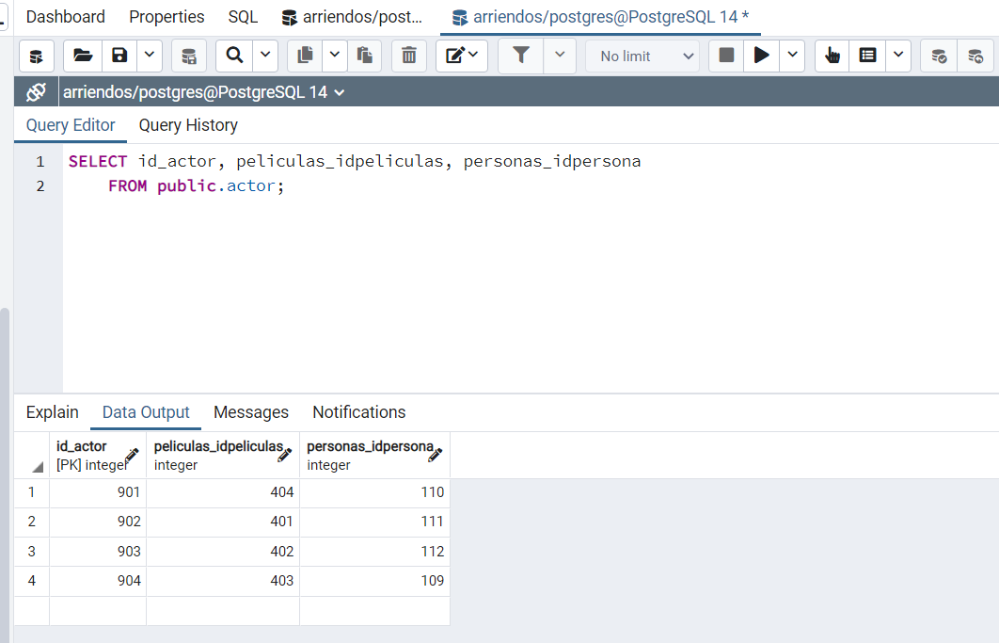 Dashboard Properties SQL arriendos/post... arriendos/postgres@PostgreSQL 14 *
No limit
arriendos/postgres@PostgreSQL 14
Query Editor Query History
1 SELECT id_actor, peliculas_idpeliculas, personas_idpersona
2 FROM public.actor;
Explain Data Output Messages Notifications
id_actor peliculas_idpeliculas personas_idpersona
[PK] integer integer integer
1 901 404 110
2 902 401 111
3 903 402 112
4 904 403 109